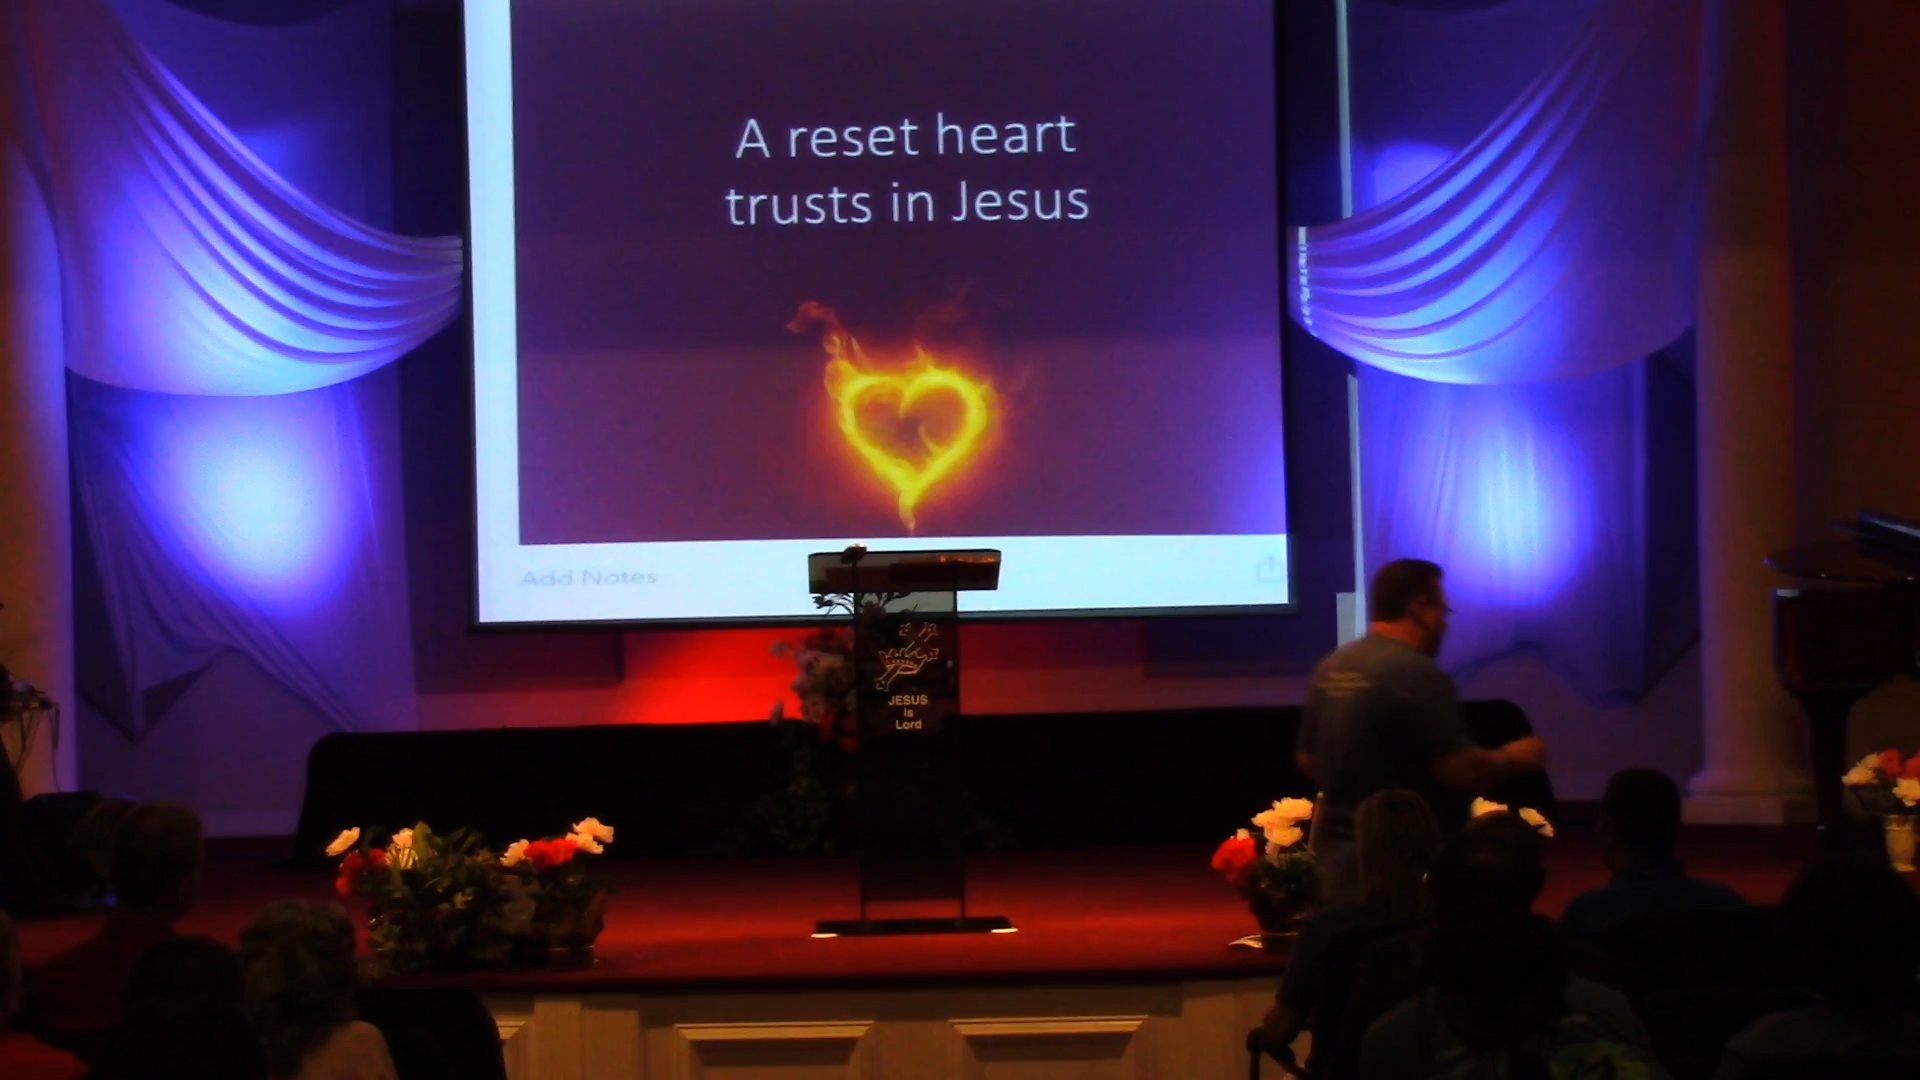 A reset heart
trusts in Jesus
Add Notes
JESUS
is
Lord